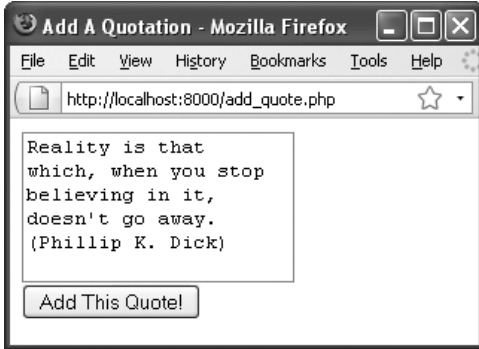 Add A Quotation - Mozilla Firefox
File Edit View History Bookmarks Tools Help
http://localhost:8000/add_quote.php
Reality is that
which, when you stop
believing in it,
doesn't go away.
(Phillip K. Dick)
Add This Quote!